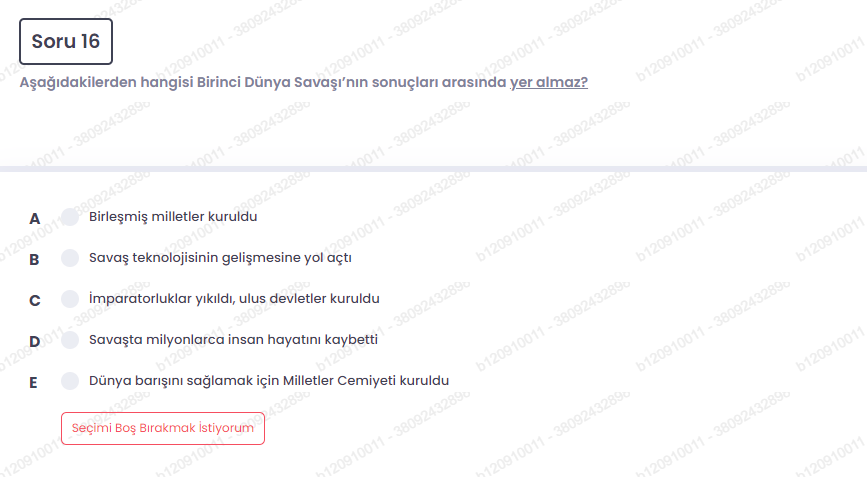 Soru 16
Aşağıdakilerden hangisi Birinci Dünya Savaşı’nın sonuçları arasında yer almaz?
A Birleşmiş milletler kuruldu
B Savaş teknolojisinin gelişmesine yol açtı
C İmparatorluklar yıkıldı, ulus devletler kuruldu
D Savaşta milyonlarca insan hayatını kaybetti
E Dünya barışını sağlamak için Milletler Cemiyeti kuruldu
Seçimi Boş Bırakmak İstiyorum
b120910011 - 38092432898